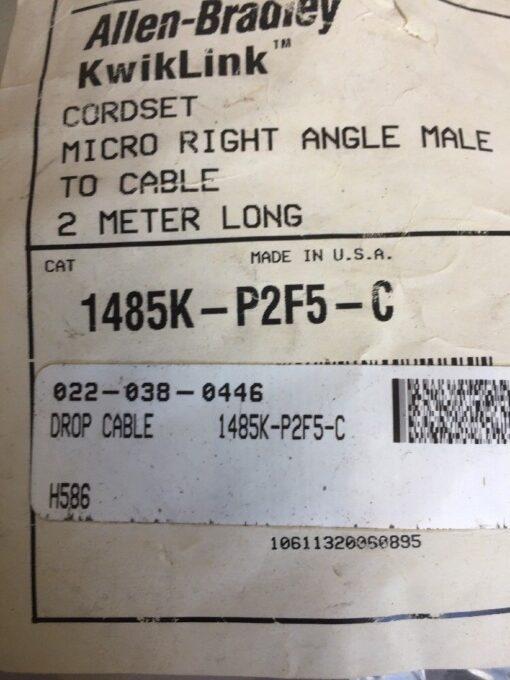 Allen-Bradley
KwikLink™
CORDSET
MICRO RIGHT ANGLE MALE
TO CABLE
2 METER LONG
CAT
MADE IN U.S.A.
1485K-P2F5-C
022-038-0446
DROP CABLE 1485K-P2F5-C
H586
10611320060895